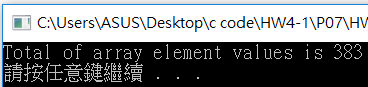 C:\Users\ASUS\Desktop\c code\HW4-1\P07\HW
Total of array element values is 383
請按任意鍵繼續 . . .